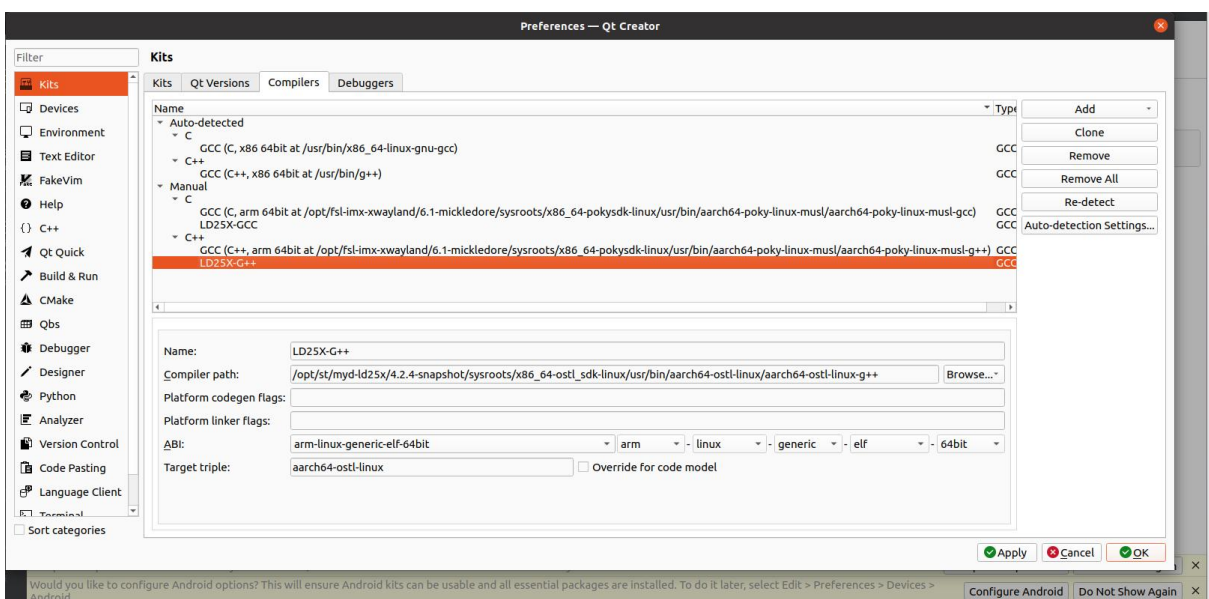 Preferences — Qt Creator
Filter
Kits
Devices
Environment
Text Editor
FakeVim
Help
{} C++
Qt Quick
Build & Run
CMake
Qbs
Debugger
Designer
Python
Analyzer
Version Control
Code Pasting
Language Client
Terminal
Sort categories
Kits
Kits Qt Versions Compilers Debuggers
Name Type
Auto-detected
C
GCC (C, x86 64bit at /usr/bin/x86_64-linux-gnu-gcc) GCC
C++
GCC (C++, x86 64bit at /usr/bin/g++) GCC
Manual
C
GCC (C, arm 64bit at /opt/fsl-imx-xwayland/6.1-mickledore/sysroots/x86_64-pokysdk-linux/usr/bin/aarch64-poky-linux-musl/aarch64-poky-linux-musl-gcc) GCC
LD25X-GCC GCC
C++
GCC (C++, arm 64bit at /opt/fsl-imx-xwayland/6.1-mickledore/sysroots/x86_64-pokysdk-linux/usr/bin/aarch64-poky-linux-musl/aarch64-poky-linux-musl-g++) GCC
LD25X-G++ GCC
Add
Clone
Remove
Remove All
Re-detect
Auto-detection Settings...
Name: LD25X-G++
Compiler path: /opt/st/myd-ld25x/4.2.4-snapshot/sysroots/x86_64-ostl_sdk-linux/usr/bin/aarch64-ostl-linux/aarch64-ostl-linux-g++ Browse...
Platform codegen flags:
Platform linker flags:
ABI: arm-linux-generic-elf-64bit arm - linux - generic - elf - 64bit
Target triple: aarch64-ostl-linux Override for code model
Apply Cancel OK
Would you like to configure Android options? This will ensure Android kits can be usable and all essential packages are installed. To do it later, select Edit > Preferences > Devices >
Android.
Configure Android Do Not Show Again